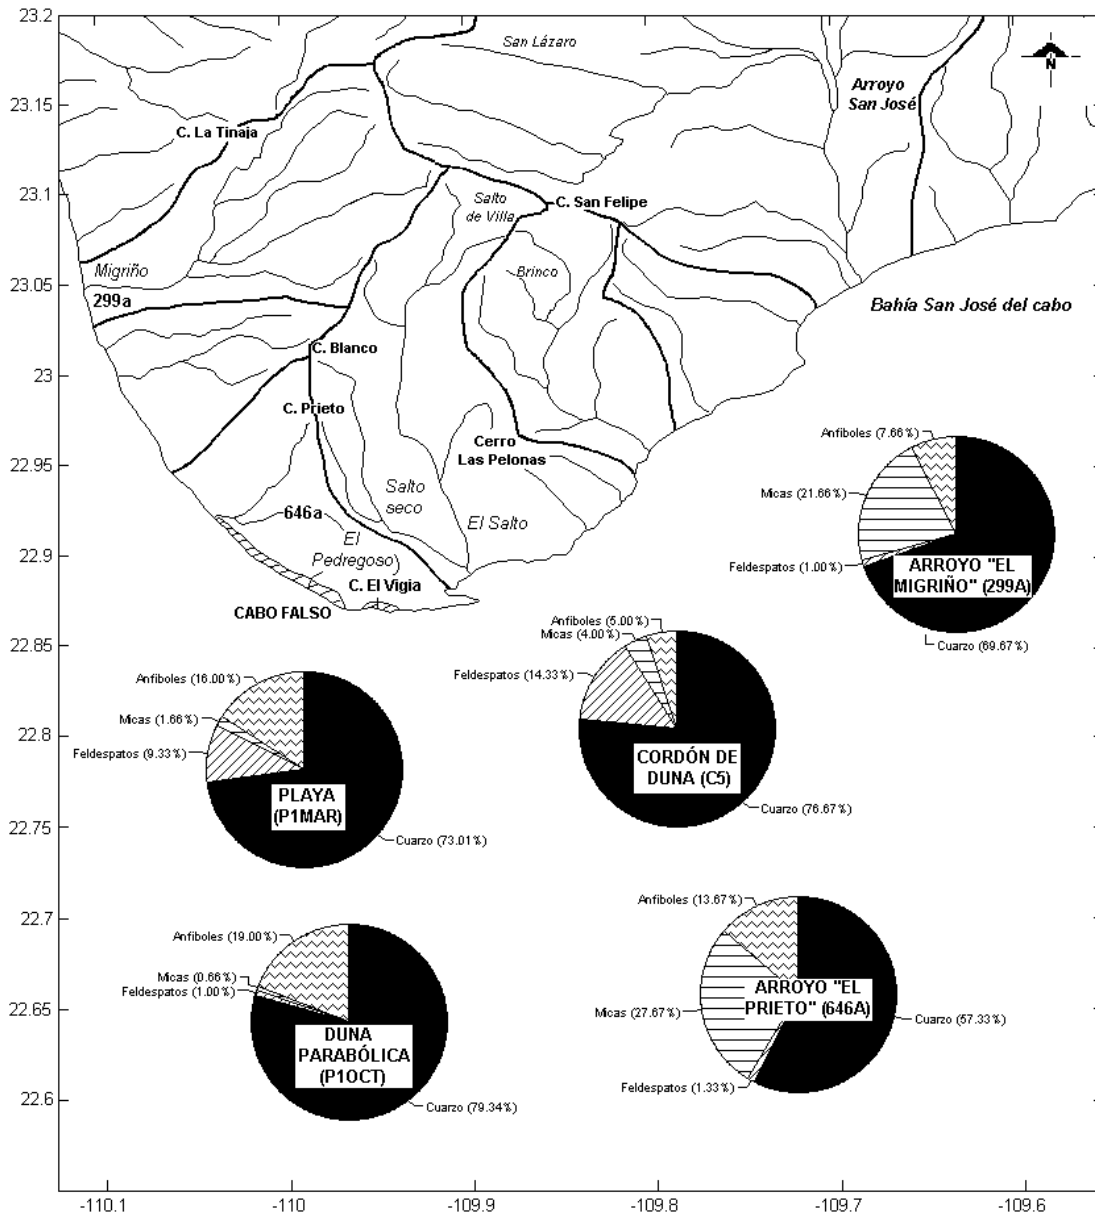 23.2
23.15
23.1
23.05
23
22.95
22.9
22.85
22.8
22.75
22.7
22.65
22.6
-110.1
-110
-109.9
-109.8
-109.7
-109.6
San Lázaro
N
Arroyo
San José
C. La Tinaja
Salto
de Villa
C. San Felipe
Migriño
299a
Brinco
Bahía San José del cabo
C. Blanco
C. Prieto
Cerro
Las Pelonas
Salto
seco
646a
El Salto
El
Pedregoso
C. El Vigia
CABO FALSO
Anfiboles (7.66%)
Micas (21.66%)
Feldespatos (1.00%)
ARROYO "EL
MIGRIÑO" (299A)
Cuarzo (69.67%)
Anfiboles (5.00%)
Micas (4.00%)
Feldespatos (14.33%)
CORDÓN DE
DUNA (C5)
Cuarzo (76.67%)
Anfiboles (16.00%)
Micas (1.66%)
Feldespatos (9.33%)
PLAYA
(P1MAR)
Cuarzo (73.01%)
Anfiboles (19.00%)
Micas (0.66%)
Feldespatos (1.00%)
DUNA
PARABÓLICA
(P1OCT)
Cuarzo (79.34%)
Anfiboles (13.67%)
Micas (27.67%)
ARROYO "EL
PRIETO" (646A)
Cuarzo (57.33%)
Feldespatos (1.33%)